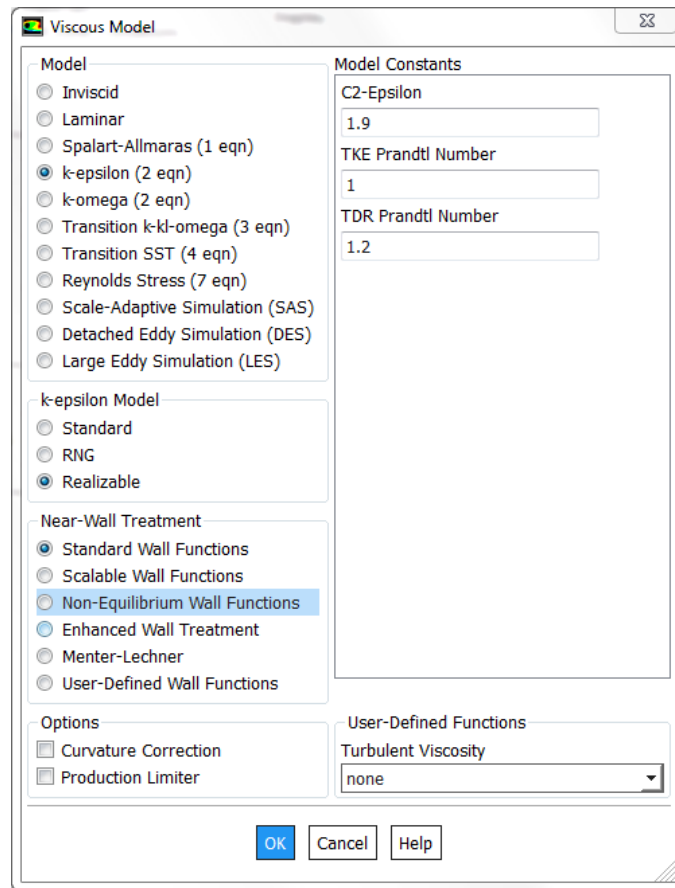 Viscous Model
Model
Inviscid
Laminar
Spalart-Allmaras (1 eqn)
k-epsilon (2 eqn)
k-omega (2 eqn)
Transition k-kl-omega (3 eqn)
Transition SST (4 eqn)
Reynolds Stress (7 eqn)
Scale-Adaptive Simulation (SAS)
Detached Eddy Simulation (DES)
Large Eddy Simulation (LES)
k-epsilon Model
Standard
RNG
Realizable
Near-Wall Treatment
Standard Wall Functions
Scalable Wall Functions
Non-Equilibrium Wall Functions
Enhanced Wall Treatment
Menter-Lechner
User-Defined Wall Functions
Options
Curvature Correction
Production Limiter
Model Constants
C2-Epsilon
1.9
TKE Prandtl Number
1
TDR Prandtl Number
1.2
User-Defined Functions
Turbulent Viscosity
none
OK
Cancel
Help